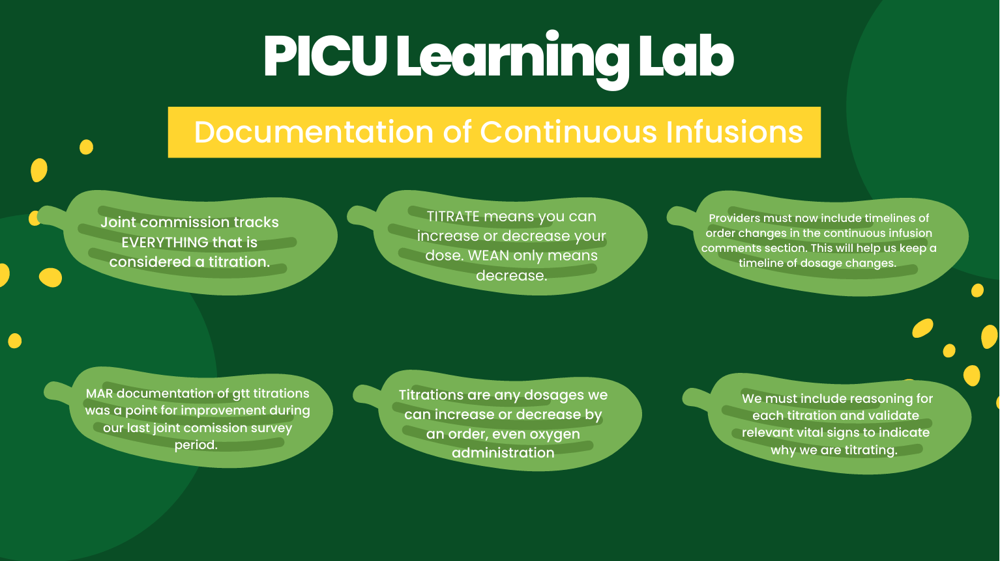 PICU Learning Lab
Documentation of Continuous Infusions
Joint commission tracks
EVERYTHING that is
considered a titration.
TITRATE means you can
increase or decrease your
dose. WEAN only means
decrease.
Providers must now include timelines of
order changes in the continuous infusion
comments section. This will help us keep a
timeline of dosage changes.
MAR documentation of gtt titrations
was a point for improvement during
our last joint comission survey
period.
Titrations are any dosages we
can increase or decrease by
an order, even oxygen
administration
We must include reasoning for
each titration and validate
relevant vital signs to indicate
why we are titrating.